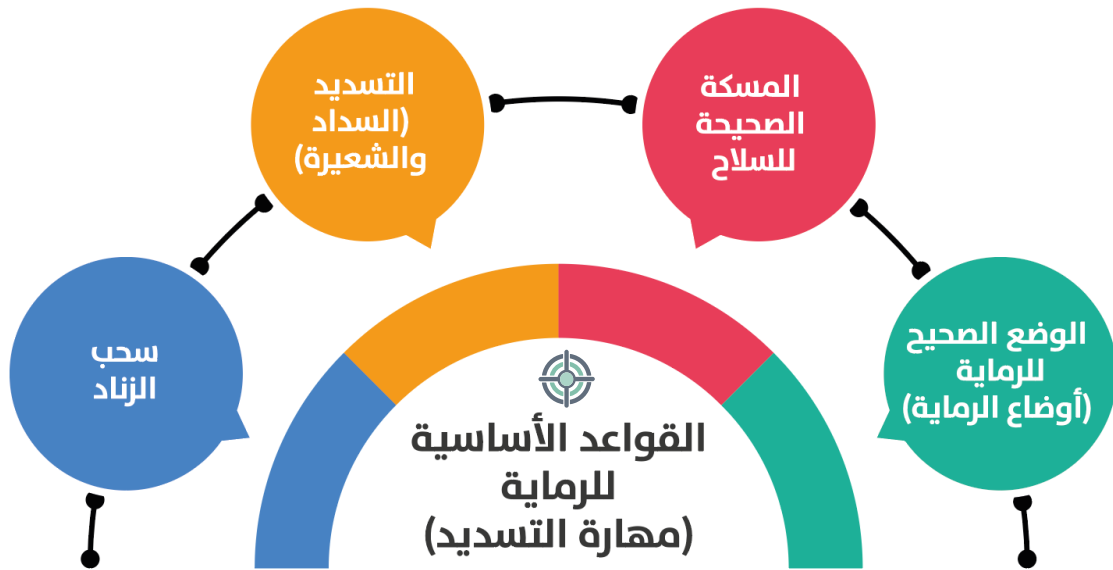 القواعد الأساسية
للرماية
(مهارة التسديد)
الوضع الصحيح
للرماية
(أوضاع الرماية)
المسكة
الصحيحة
للسلاح
التسديد
(السداد
والشعيرة)
سحب
الزناد